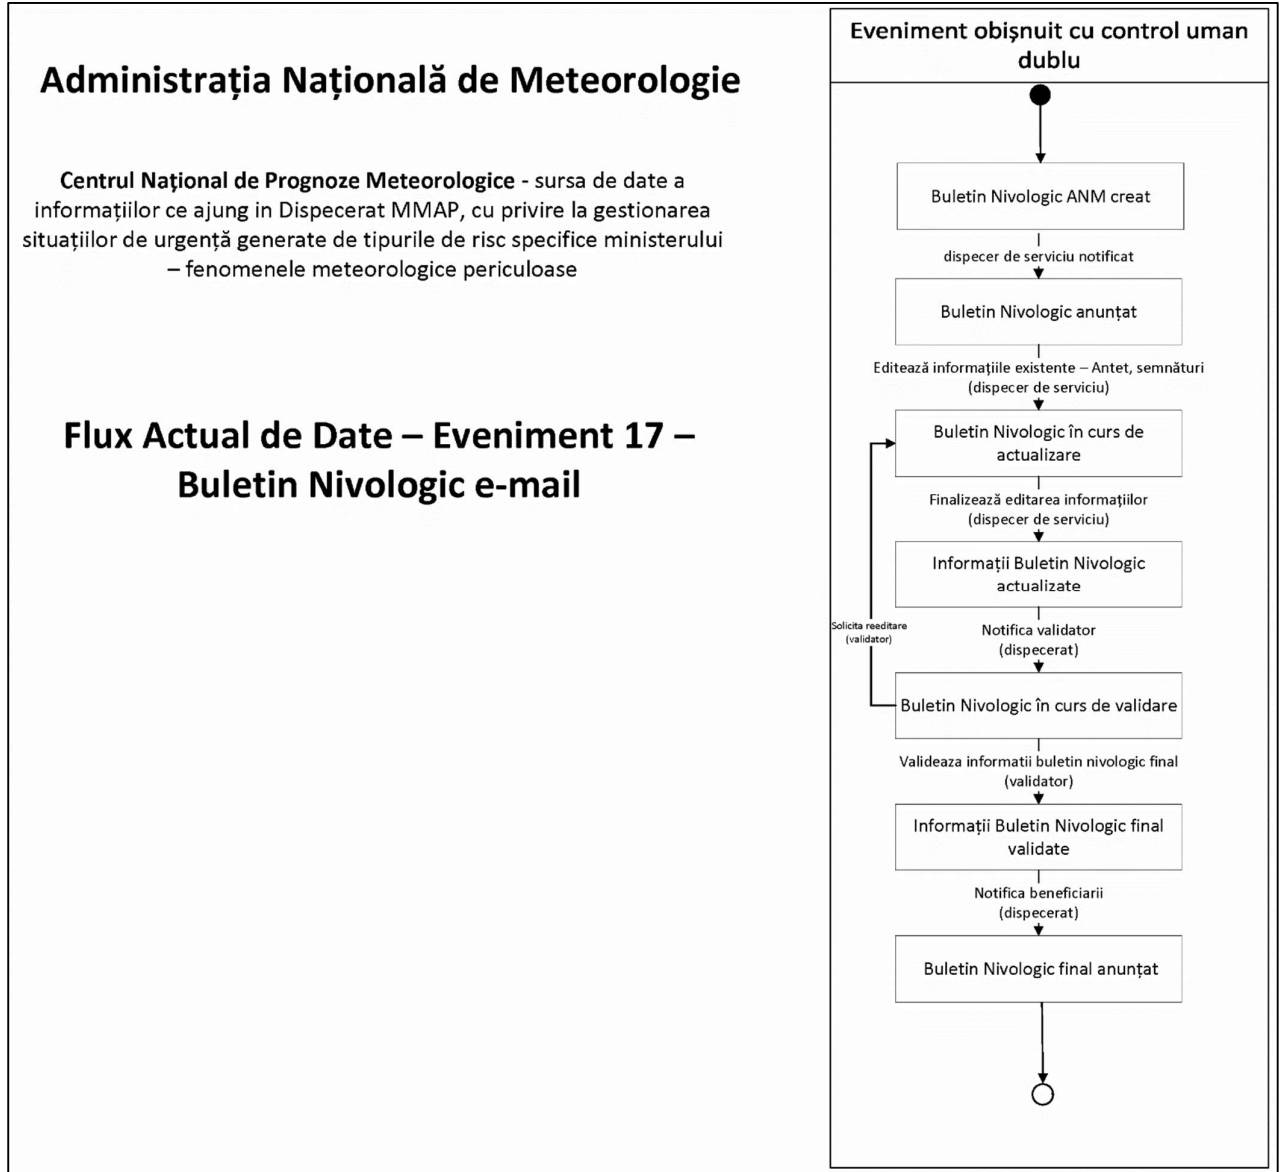 Administrația Națională de Meteorologie
Centrul Național de Prognoze Meteorologice - sursa de date a
informațiilor ce ajung in Dispecerat MMAP, cu privire la gestionarea
situațiilor de urgență generate de tipurile de risc specifice ministerului
– fenomenele meteorologice periculoase
Flux Actual de Date – Eveniment 17 –
Buletin Nivologic e-mail
Eveniment obișnuit cu control uman
dublu
Buletin Nivologic ANM creat
dispecer de serviciu notificat
Buletin Nivologic anunțat
Editează informațiile existente – Antet, semnături
(dispecer de serviciu)
Buletin Nivologic în curs de
actualizare
Finalizează editarea informațiilor
(dispecer de serviciu)
Informații Buletin Nivologic
actualizate
Solicita reeditare
(validator)
Notifica validator
(dispecerat)
Buletin Nivologic în curs de validare
Valideaza informatii buletin nivologic final
(validator)
Informații Buletin Nivologic final
validate
Notifica beneficiarii
(dispecerat)
Buletin Nivologic final anunțat